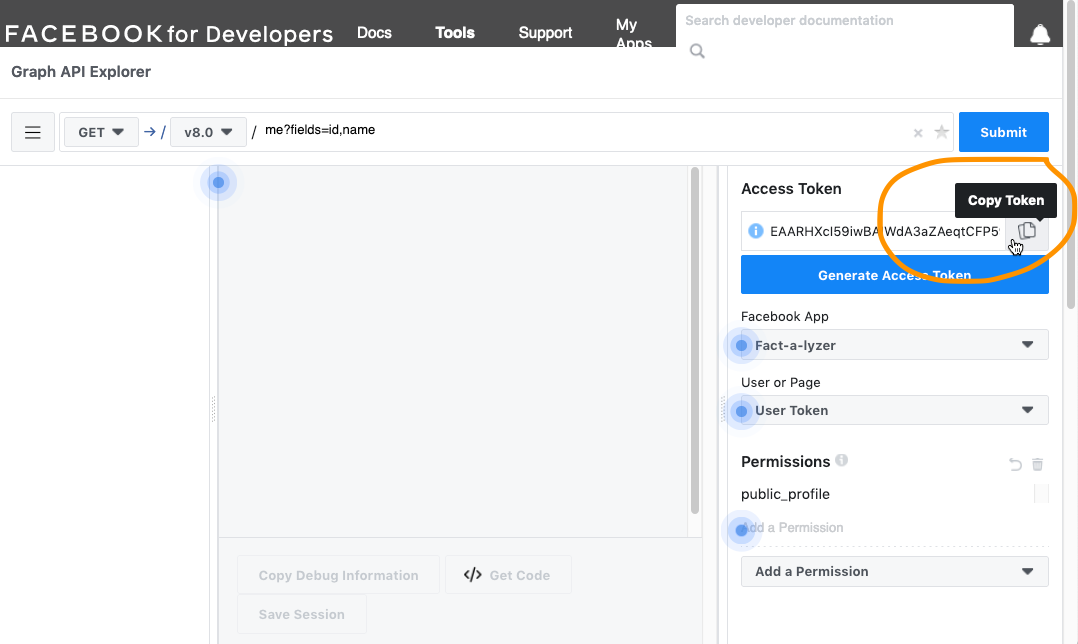 FACEBOOK for Developers
Docs
Tools
Support
My Apps
Search developer documentation
Graph API Explorer
GET
→ /
v8.0
/
me?fields=id,name
×
Submit
Access Token
Copy Token
Generate Access Token
Facebook App
Fact-a-lyzer
User or Page
User Token
Permissions
public_profile
Add a Permission
Add a Permission
Copy Debug Information
</> Get Code
Save Session